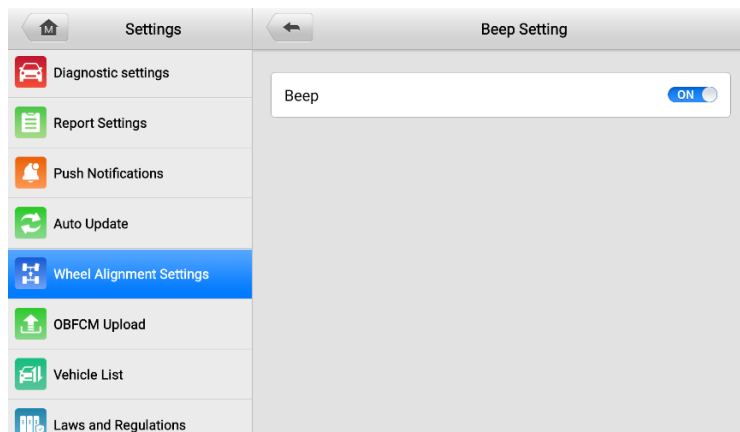 M
Settings
Beep Setting
Diagnostic settings
Beep
ON
Report Settings
Push Notifications
Auto Update
Wheel Alignment Settings
OBFCM Upload
Vehicle List
Laws and Regulations